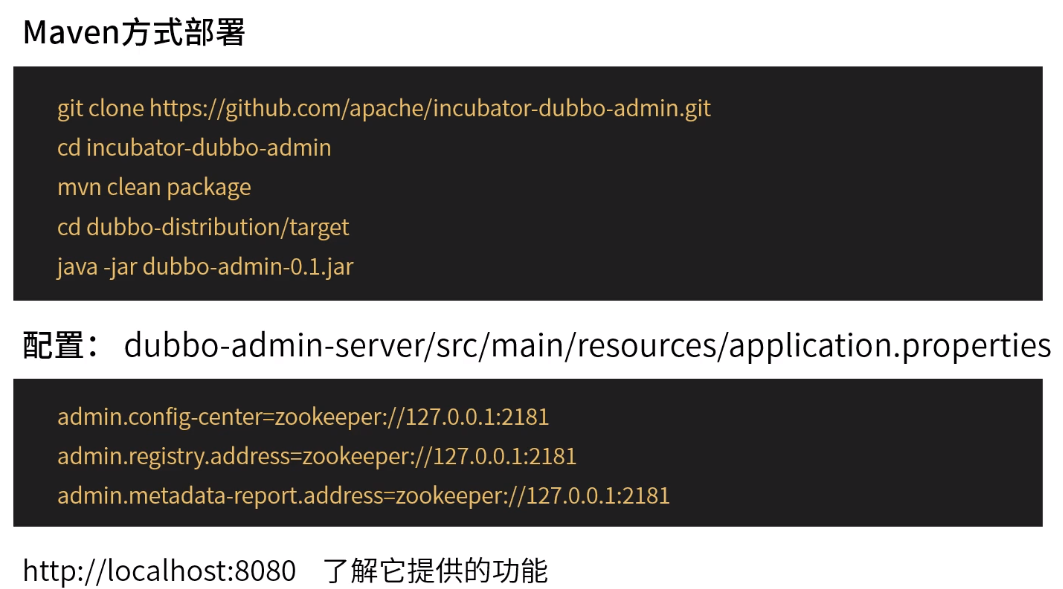 Maven方式部署
git clone https://github.com/apache/incubator-dubbo-admin.git
cd incubator-dubbo-admin
mvn clean package
cd dubbo-distribution/target
java -jar dubbo-admin-0.1.jar
配置： dubbo-admin-server/src/main/resources/application.properties
admin.config-center=zookeeper://127.0.0.1:2181
admin.registry.address=zookeeper://127.0.0.1:2181
admin.metadata-report.address=zookeeper://127.0.0.1:2181
http://localhost:8080 了解它提供的功能